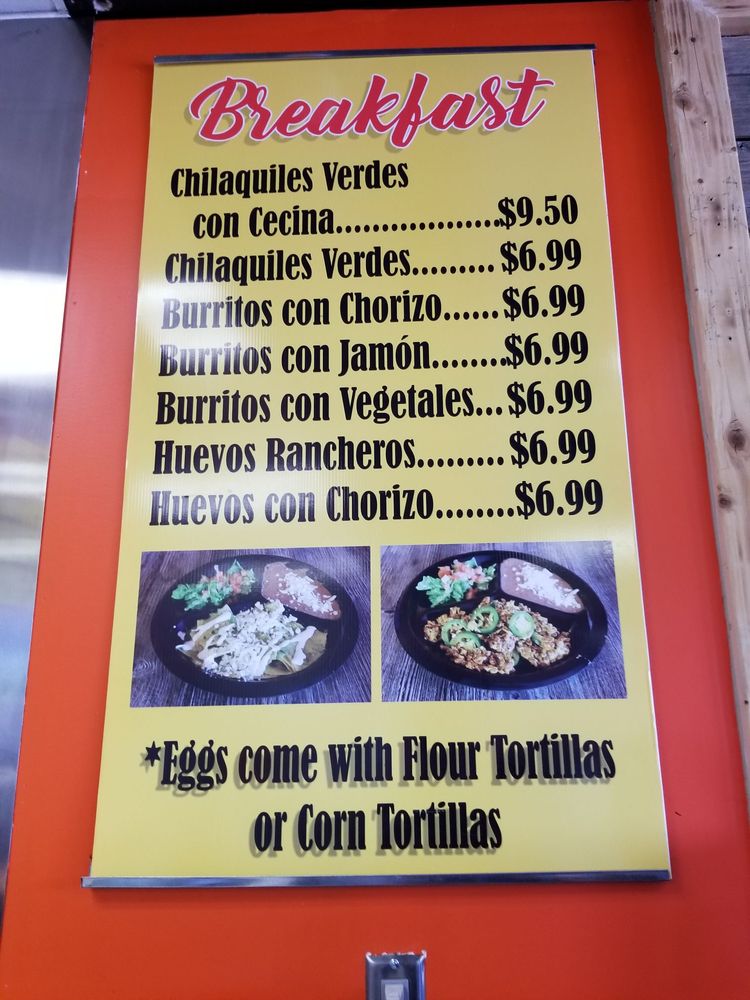 Breakfast
Chilaquiles Verdes
con Cecina..................$9.50
Chilaquiles Verdes......... $6.99
Burritos con Chorizo......$6.99
Burritos con Jamón........$6.99
Burritos con Vegetales...$6.99
Huevos Rancheros.........$6.99
Huevos con Chorizo.........$6.99
*Eggs come with Flour Tortillas
or Corn Tortillas